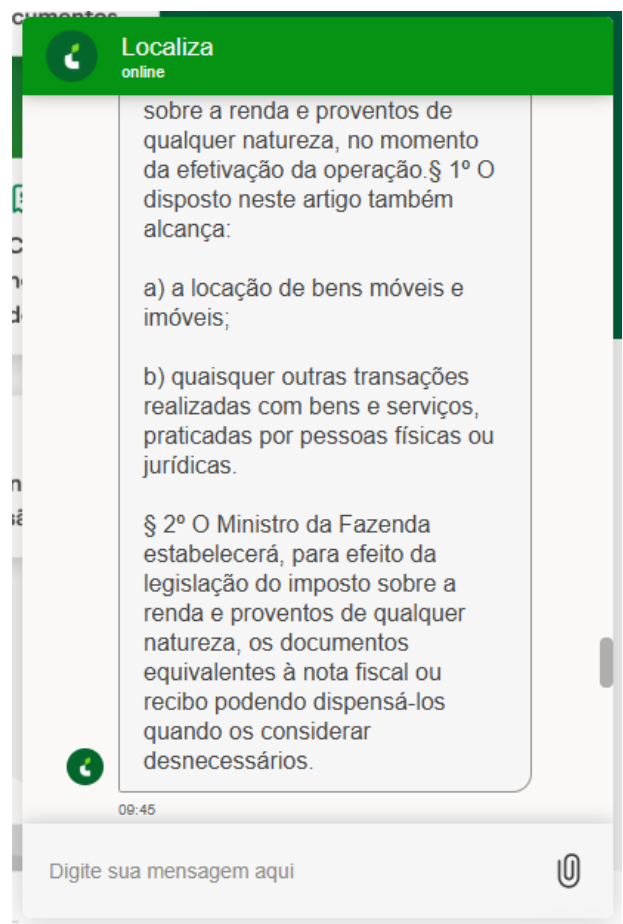 cumentos
Localiza
online
sobre a renda e proventos de
qualquer natureza, no momento
da efetivação da operação.§ 1º O
disposto neste artigo também
alcança:
a) a locação de bens móveis e
imóveis;
b) quaisquer outras transações
realizadas com bens e serviços,
praticadas por pessoas físicas ou
jurídicas.
§ 2º O Ministro da Fazenda
estabelecerá, para efeito da
legislação do imposto sobre a
renda e proventos de qualquer
natureza, os documentos
equivalentes à nota fiscal ou
recibo podendo dispensá-los
quando os considerar
desnecessários.
09:45
Digite sua mensagem aqui